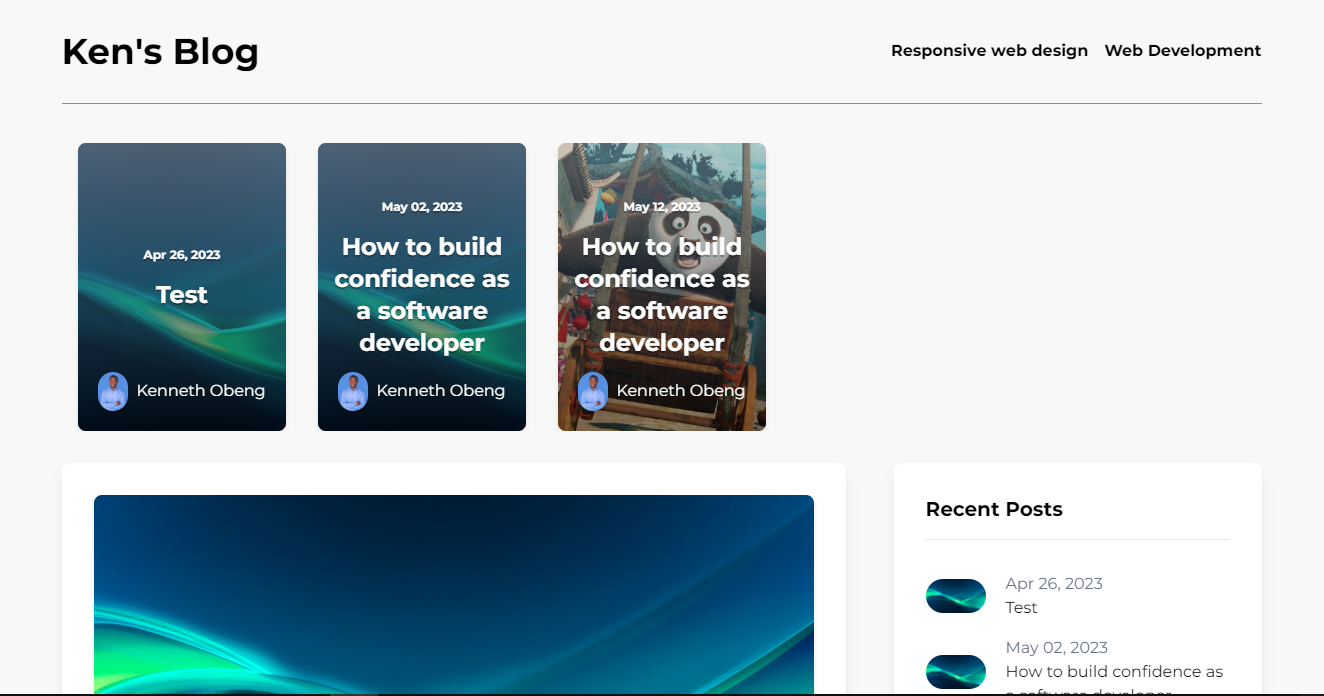 Ken's Blog
Responsive web design Web Development
Apr 26, 2023
Test
Kenneth Obeng
May 02, 2023
How to build
confidence as
a software
developer
Kenneth Obeng
May 12, 2023
How to build
confidence as
a software
developer
Kenneth Obeng
Recent Posts
Apr 26, 2023
Test
May 02, 2023
How to build confidence as
a software developer